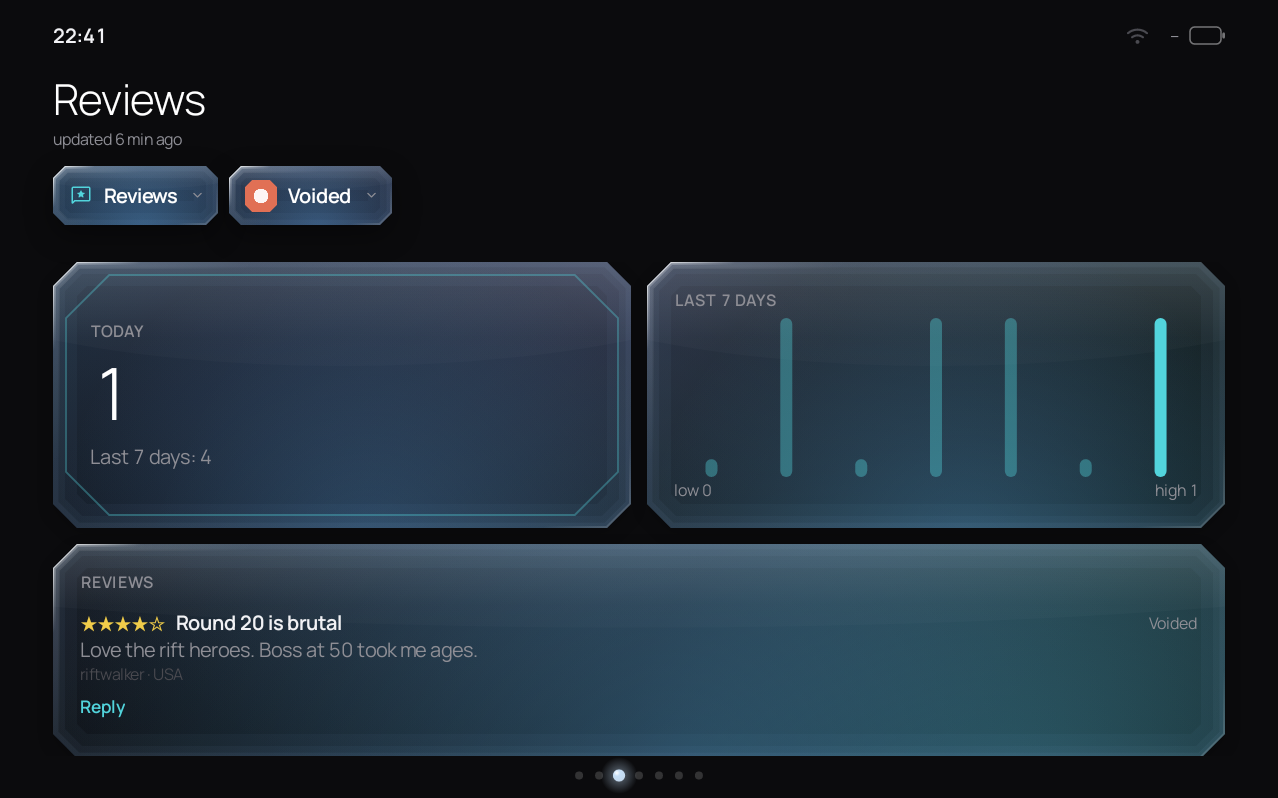 22:41
–
Reviews
updated 6 min ago
Reviews
Voided
TODAY
1
Last 7 days: 4
LAST 7 DAYS
low 0
high 1
REVIEWS
★★★★☆ Round 20 is brutal
Voided
Love the rift heroes. Boss at 50 took me ages.
riftwalker · USA
Reply